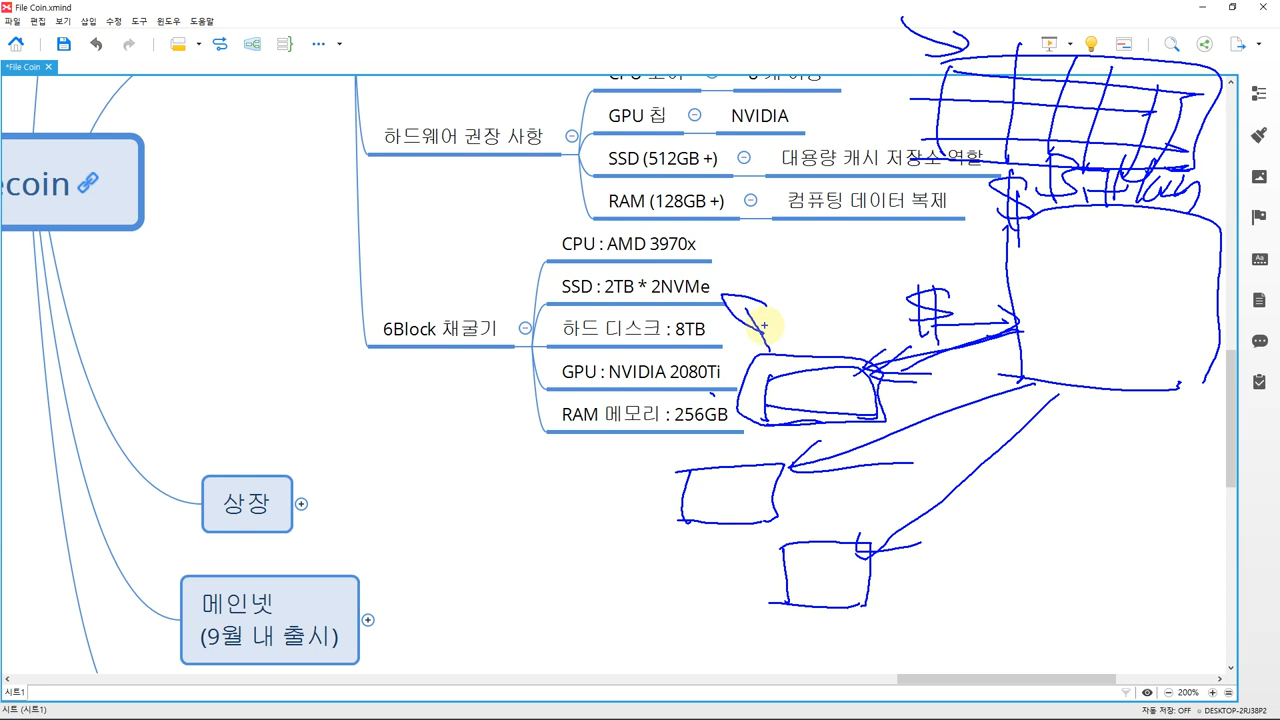 File Coin.xmind
파일 편집 보기 삽입 수정 도구 윈도우 도움말
*File Coin
ecoin
하드웨어 권장 사항
GPU 칩
NVIDIA
SSD (512GB +)
대용량 캐시 저장소 역할
RAM (128GB +)
컴퓨팅 데이터 복제
6Block 채굴기
CPU : AMD 3970x
SSD : 2TB * 2NVMe
하드 디스크 : 8TB
GPU : NVIDIA 2080Ti
RAM 메모리 : 256GB
$
$
상장
메인넷
(9월 내 출시)
시트1
200%
시트 (시트1)
자동 저장: OFF
DESKTOP-2RJ38P2